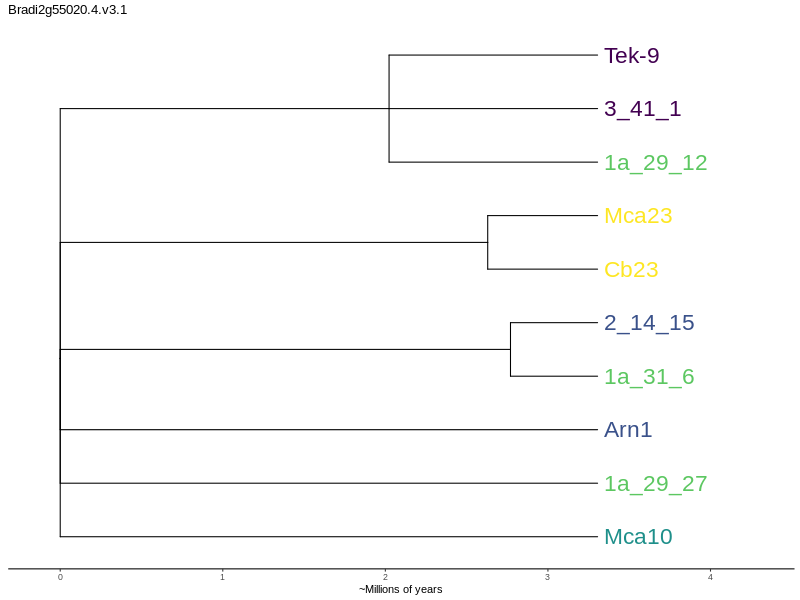 Bradi2g55020.4.v3.1
Tek-9
3_41_1
1a_29_12
Mca23
Cb23
2_14_15
1a_31_6
Arn1
1a_29_27
Mca10
0 1 2 3 4
~Millions of years